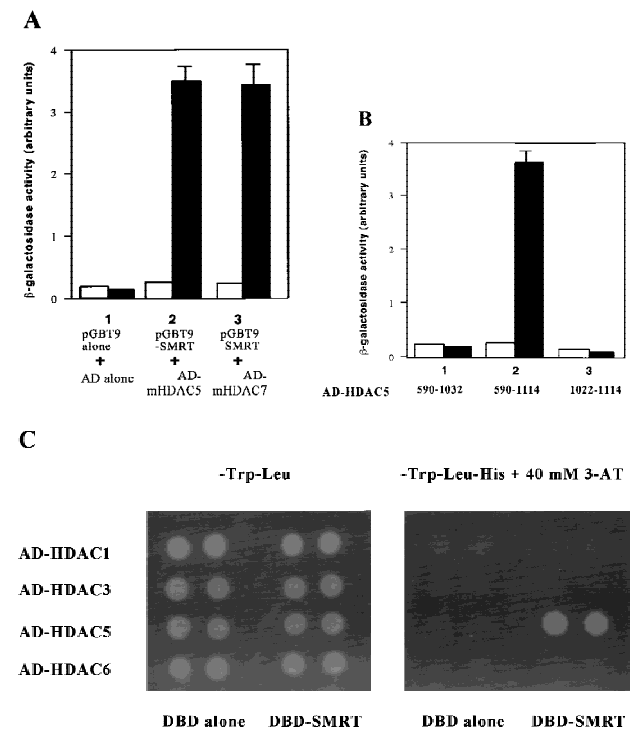 A
β-galactosidase activity (arbitrary units)
4
3
2
1
0
1 2 3
pGBT9 pGBT9 pGBT9
alone -SMRT SMRT
+ + +
AD alone AD- AD-
mHDAC5 mHDAC7
B
β-galactosidase activity (arbitrary units)
4
3
2
1
0
1 2 3
AD-HDAC5 590-1032 590-1114 1022-1114
C
-Trp-Leu -Trp-Leu-His + 40 mM 3-AT
AD-HDAC1
AD-HDAC3
AD-HDAC5
AD-HDAC6
DBD alone DBD-SMRT DBD alone DBD-SMRT